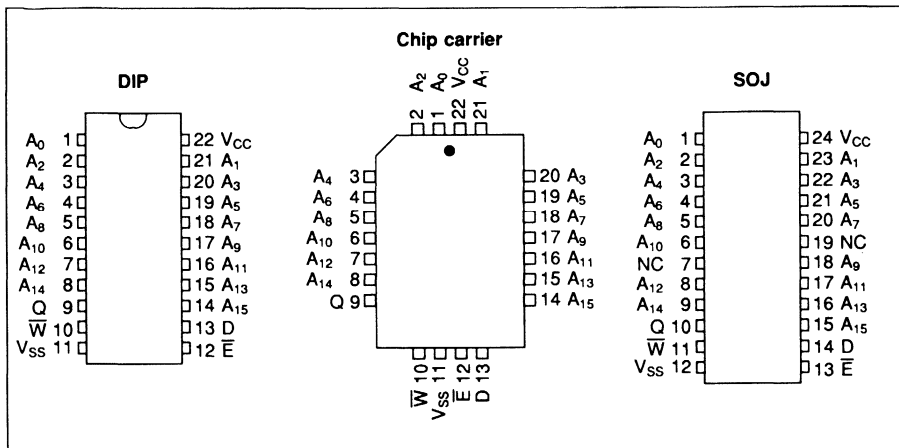 Chip carrier
DIP
SOJ
A0 1
A2 2
A4 3
A6 4
A8 5
A10 6
A12 7
A14 8
Q 9
W̅ 10
VSS 11
22 VCC
21 A1
20 A3
19 A5
18 A7
17 A9
16 A11
15 A13
14 A15
13 D
12 E̅
2 A2
1 A0
22 VCC
21 A1
A4 3
A6 4
A8 5
A10 6
A12 7
A14 8
Q 9
20 A3
19 A5
18 A7
17 A9
16 A11
15 A13
14 A15
W̅ 10
VSS 11
E̅ 12
D 13
A0 1
A2 2
A4 3
A6 4
A8 5
A10 6
NC 7
A12 8
A14 9
Q 10
W̅ 11
VSS 12
24 VCC
23 A1
22 A3
21 A5
20 A7
19 NC
18 A9
17 A11
16 A13
15 A15
14 D
13 E̅